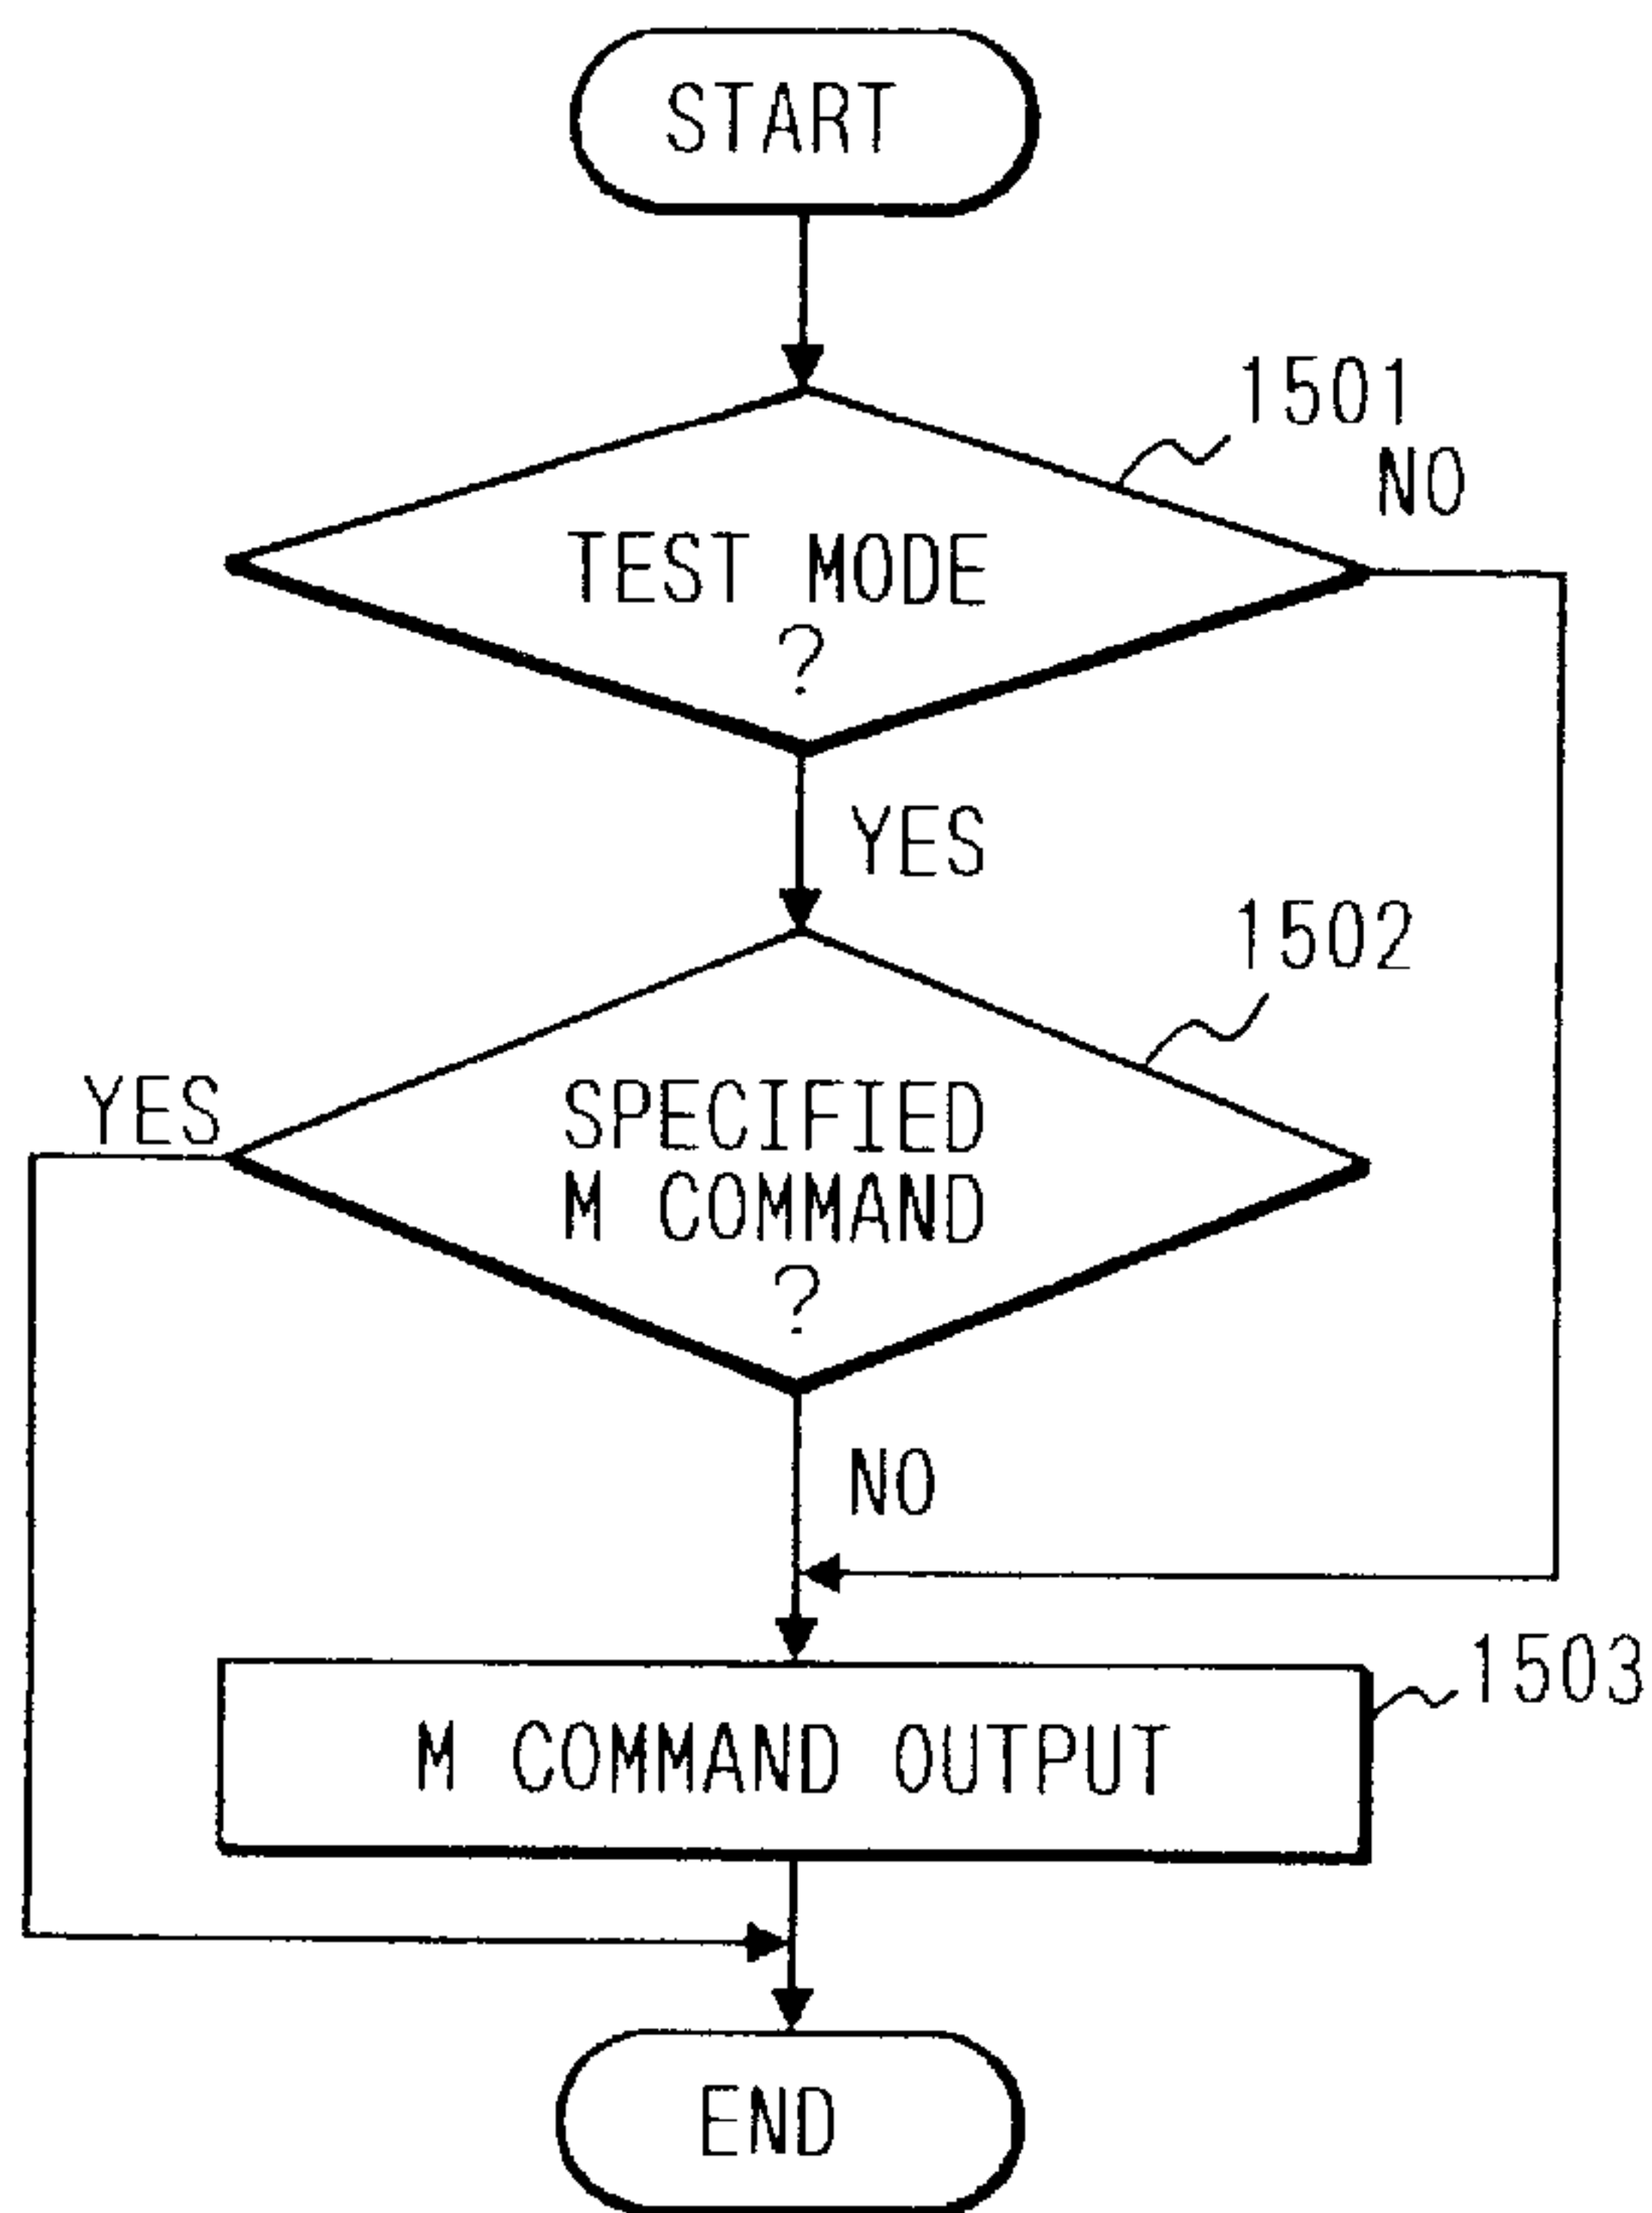 START
1501
NO
TEST MODE
?
YES
1502
YES
SPECIFIED
M COMMAND
?
NO
1503
M COMMAND OUTPUT
END